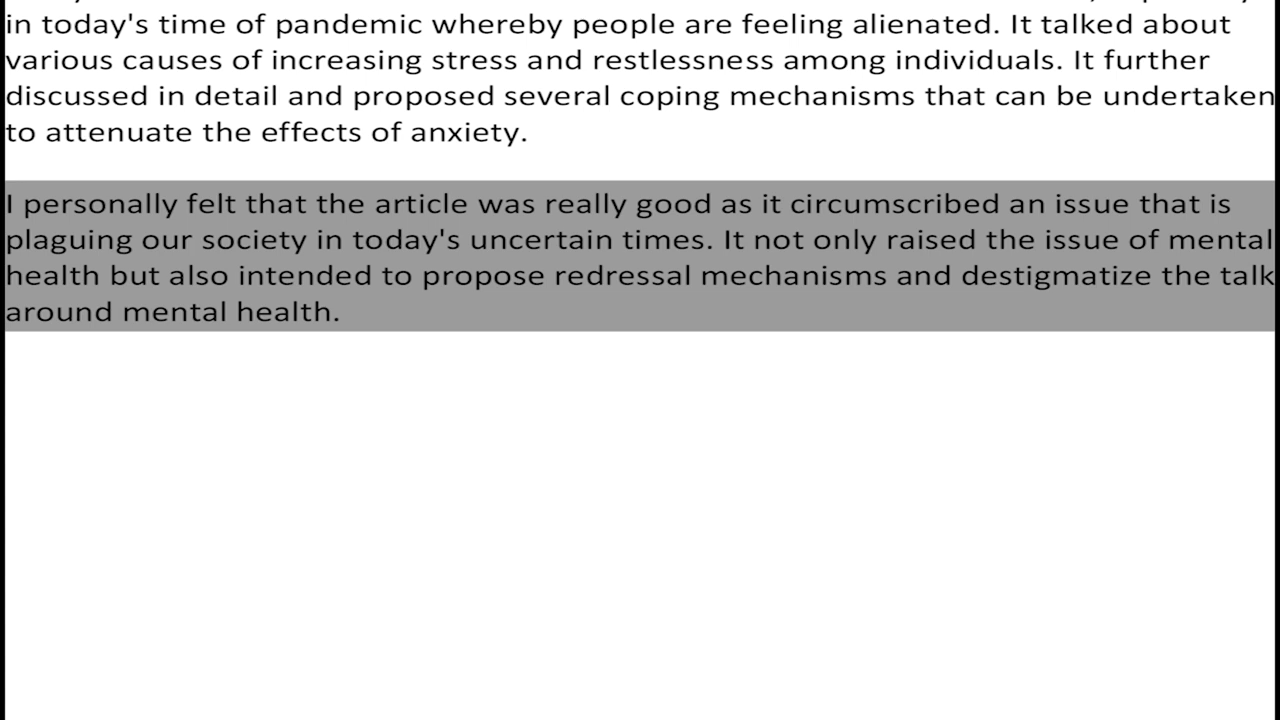 in today's time of pandemic whereby people are feeling alienated. It talked about
various causes of increasing stress and restlessness among individuals. It further
discussed in detail and proposed several coping mechanisms that can be undertaken
to attenuate the effects of anxiety.
I personally felt that the article was really good as it circumscribed an issue that is
plaguing our society in today's uncertain times. It not only raised the issue of mental
health but also intended to propose redressal mechanisms and destigmatize the talk
around mental health.